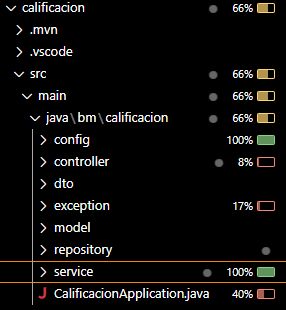 calificacion 66%
.mvn
.vscode
src 66%
main 66%
java\bm\calificacion 66%
config 100%
controller 8%
dto
exception 17%
model
repository
service 100%
J CalificacionApplication.java 40%